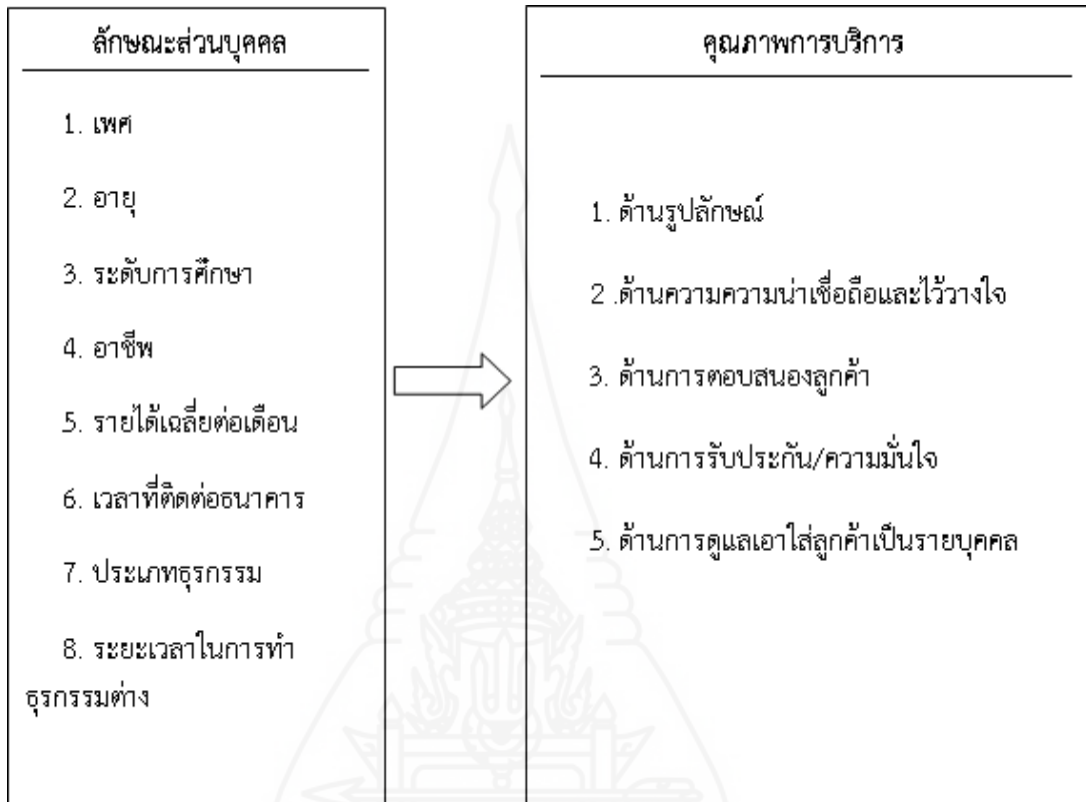 ลักษณะส่วนบุคคล
1. เพศ
2. อายุ
3. ระดับการศึกษา
4. อาชีพ
5. รายได้เฉลี่ยต่อเดือน
6. เวลาที่ติดต่อธนาคาร
7. ประเภทธุรกรรม
8. ระยะเวลาในการทำ
ธุรกรรมต่าง
คุณภาพการบริการ
1. ด้านรูปลักษณ์
2 .ด้านความความน่าเชื่อถือและไว้วางใจ
3. ด้านการตอบสนองลูกค้า
4. ด้านการรับประกัน/ความมั่นใจ
5. ด้านการดูแลเอาใส่ลูกค้าเป็นรายบุคคล